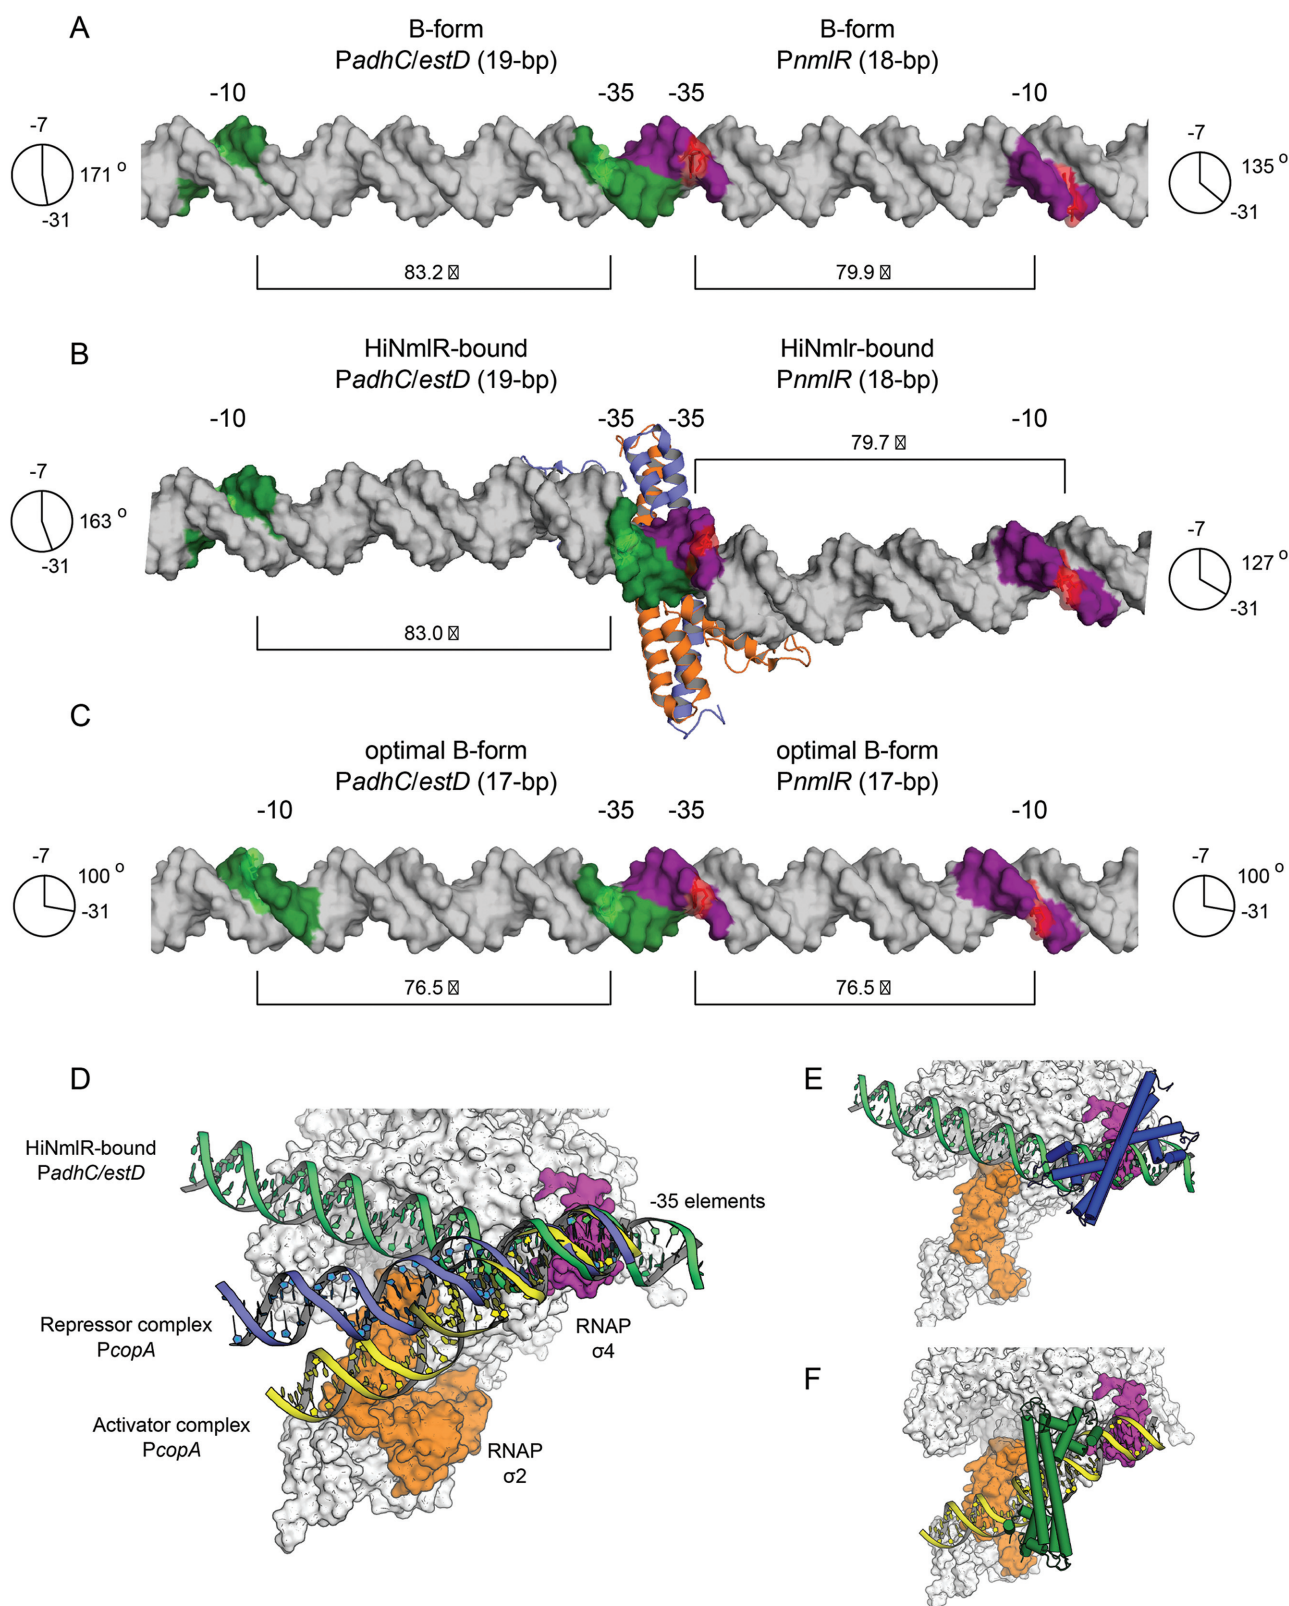 A
B-form
PadhC/estD (19-bp)
B-form
PnmlR (18-bp)
-10
-35
-35
-10
-7
171 o
-31
-7
135 o
-31
83.2 
79.9 
B
HiNmlR-bound
PadhC/estD (19-bp)
HiNmlr-bound
PnmlR (18-bp)
-10
-35
-35
-10
79.7 
-7
163 o
-31
-7
127 o
-31
83.0 
C
optimal B-form
PadhC/estD (17-bp)
optimal B-form
PnmlR (17-bp)
-10
-35
-35
-10
-7
100 o
-31
-7
100 o
-31
76.5 
76.5 
D
HiNmlR-bound
PadhC/estD
-35 elements
Repressor complex
PcopA
RNAP
σ4
Activator complex
PcopA
RNAP
σ2
E
F